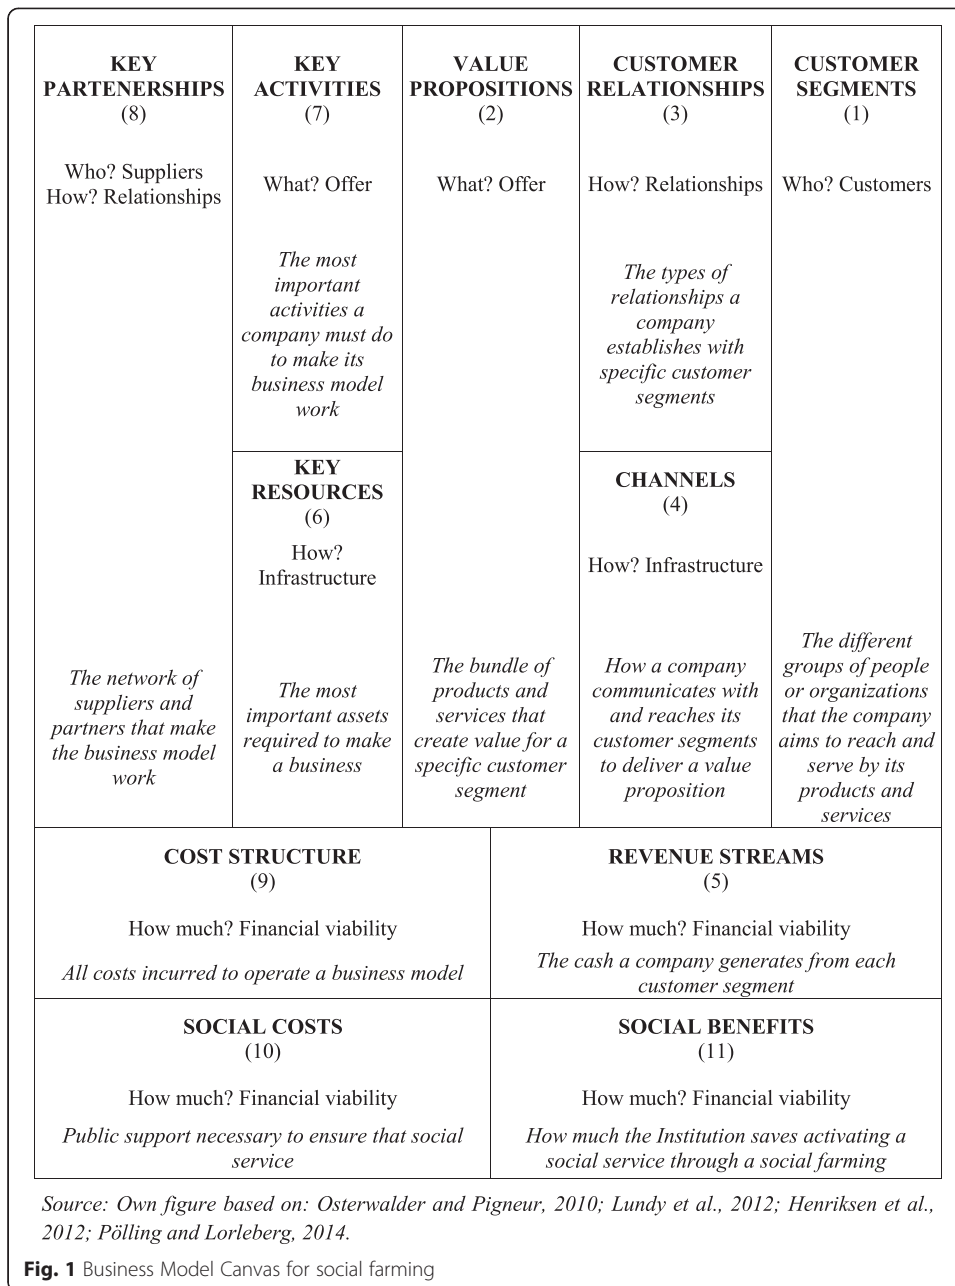 KEY
PARTENERSHIPS
(8)
Who? Suppliers
How? Relationships
The network of
suppliers and
partners that make
the business model
work
KEY
ACTIVITIES
(7)
What? Offer
The most
important
activities a
company must do
to make its
business model
work
KEY
RESOURCES
(6)
How?
Infrastructure
The most
important assets
required to make
a business
VALUE
PROPOSITIONS
(2)
What? Offer
The bundle of
products and
services that
create value for a
specific customer
segment
CUSTOMER
RELATIONSHIPS
(3)
How? Relationships
The types of
relationships a
company
establishes with
specific customer
segments
CHANNELS
(4)
How? Infrastructure
How a company
communicates with
and reaches its
customer segments
to deliver a value
proposition
CUSTOMER
SEGMENTS
(1)
Who? Customers
The different
groups of people
or organizations
that the company
aims to reach and
serve by its
products and
services
COST STRUCTURE
(9)
How much? Financial viability
All costs incurred to operate a business model
REVENUE STREAMS
(5)
How much? Financial viability
The cash a company generates from each
customer segment
SOCIAL COSTS
(10)
How much? Financial viability
Public support necessary to ensure that social
service
SOCIAL BENEFITS
(11)
How much? Financial viability
How much the Institution saves activating a
social service through a social farming
Source: Own figure based on: Osterwalder and Pigneur, 2010; Lundy et al., 2012; Henriksen et al.,
2012; Pölling and Lorleberg, 2014.
Fig. 1 Business Model Canvas for social farming